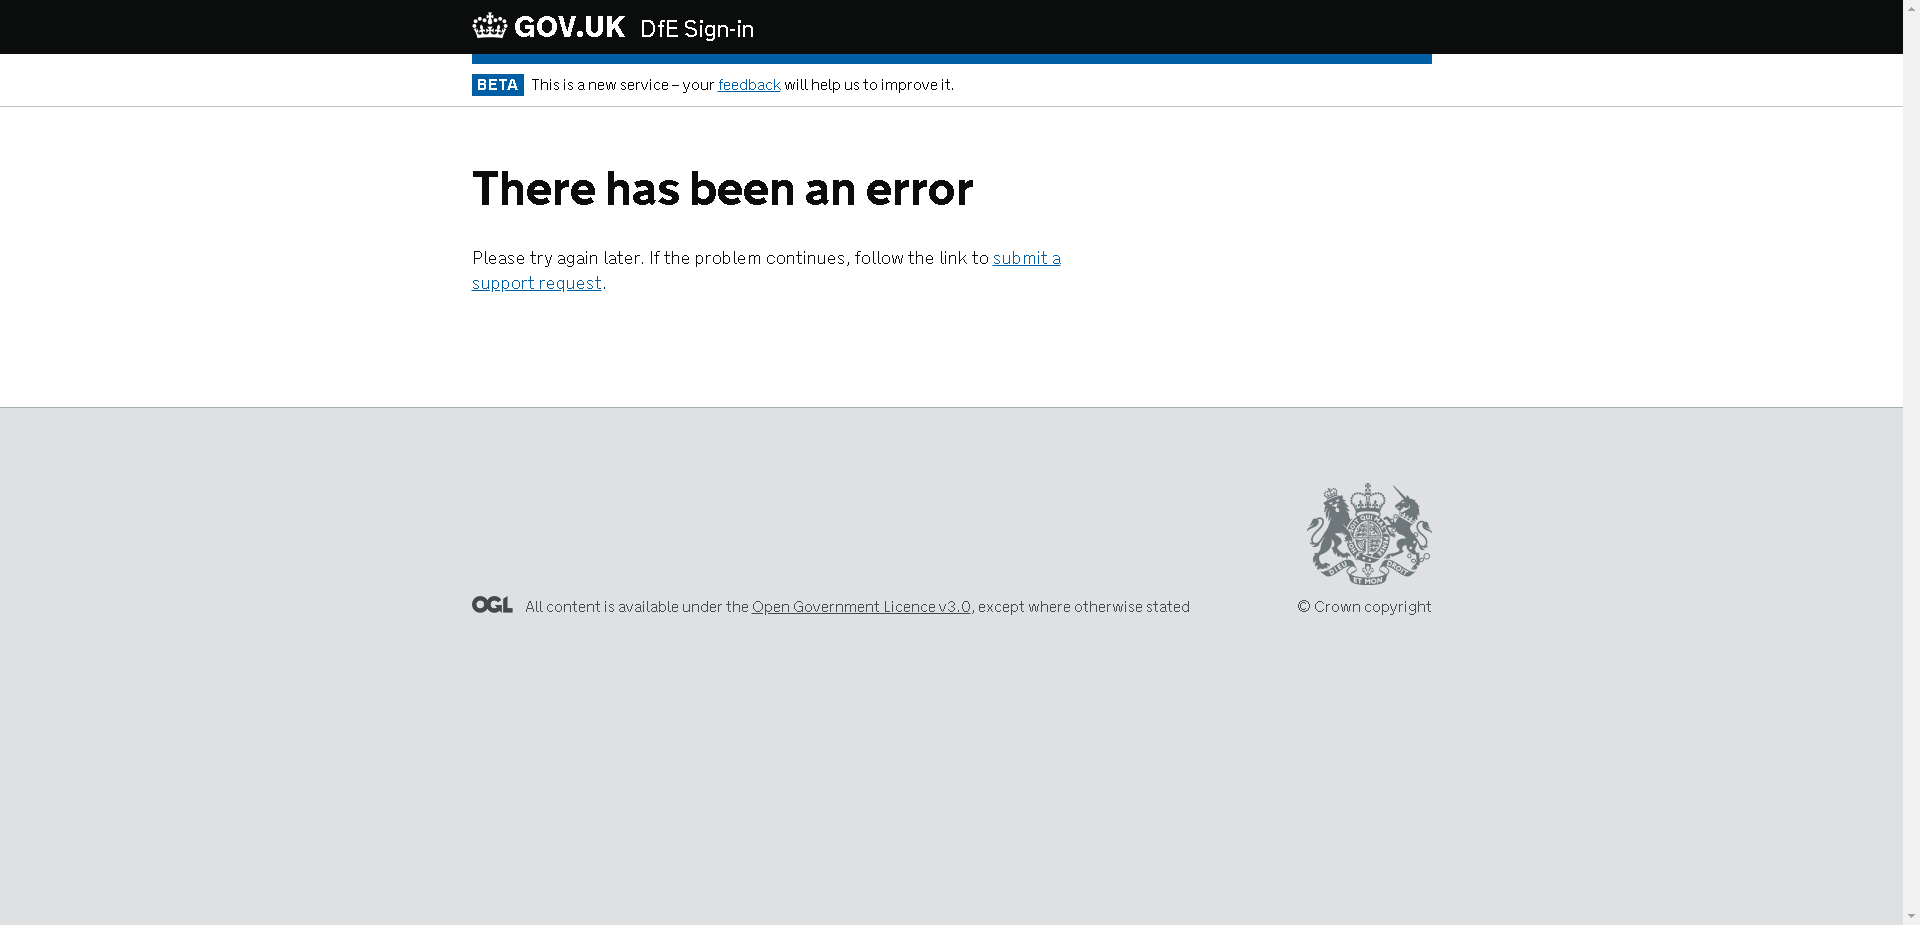 GOV.UK DfE Sign-in
BETA This is a new service – your feedback will help us to improve it.
There has been an error
Please try again later. If the problem continues, follow the link to submit a
support request.
SOIT QUI MAL
DIEU ET MON DROIT
OGL All content is available under the Open Government Licence v3.0, except where otherwise stated
© Crown copyright